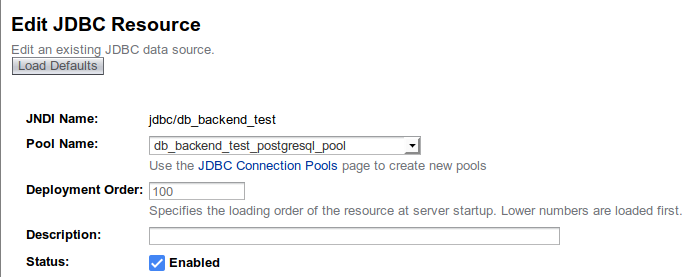 Edit JDBC Resource
Edit an existing JDBC data source.
Load Defaults
JNDI Name: jdbc/db_backend_test
Pool Name: db_backend_test_postgresql_pool
Use the JDBC Connection Pools page to create new pools
Deployment Order: 100
Specifies the loading order of the resource at server startup. Lower numbers are loaded first.
Description:
Status: Enabled